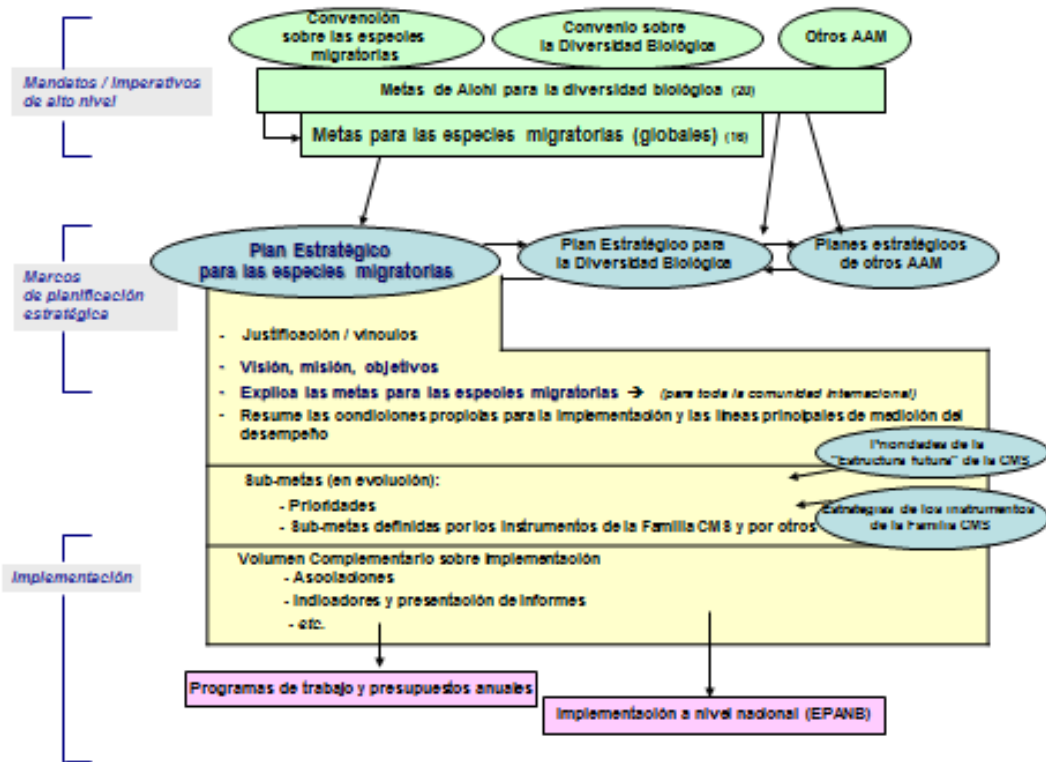 Convención
sobre las especies
migratorias
Convenio sobre
la Diversidad Biológica
Otros AAM
Mandatos / Imperativos
de alto nivel
Metas de Aichi para la diversidad biológica (20)
Metas para las especies migratorias (globales) (16)
Plan Estratégico
para las especies migratorias
Plan Estratégico para
la Diversidad Biológica
Planes estratégicos
de otros AAM
Marcos
de planificación
estratégica
- Justificación / vínculos
- Visión, misión, objetivos
- Explica las metas para las especies migratorias → (para toda la comunidad internacional)
- Resume las condiciones propicias para la implementación y las líneas principales de medición del
desempeño
Prioridades de la
"Estructura futura" de la CMS
Sub-metas (en evolución):
- Prioridades
- Sub-metas definidas por los instrumentos de la Familia CMS y por otros
Estrategias de los instrumentos
de la Familia CMS
Implementación
Volumen Complementario sobre Implementación
- Asociaciones
- Indicadores y presentación de informes
- etc.
Programas de trabajo y presupuestos anuales
Implementación a nivel nacional (EPANB)